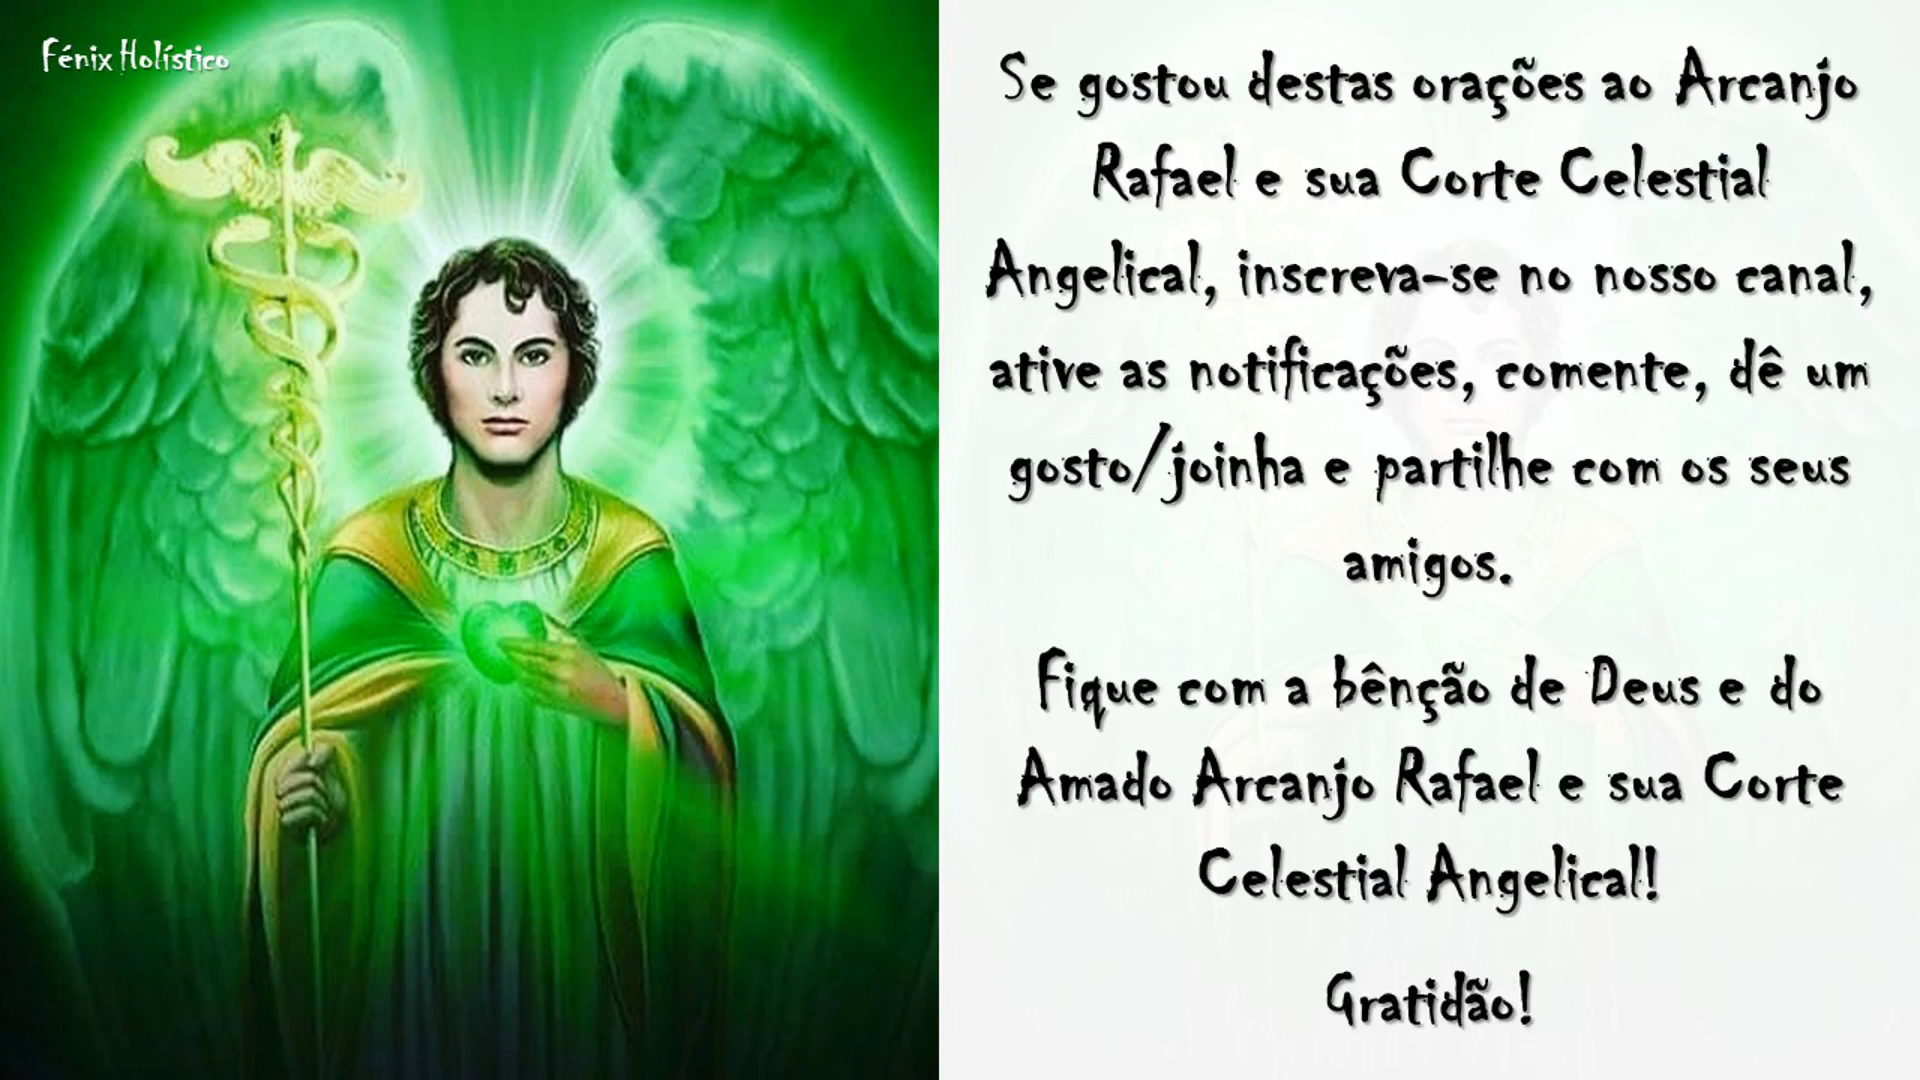 Fénix Holístico
Se gostou destas orações ao Arcanjo
Rafael e sua Corte Celestial
Angelical, inscreva-se no nosso canal,
ative as notificações, comente, dê um
gosto/joinha e partilhe com os seus
amigos.
Fique com a bênção de Deus e do
Amado Arcanjo Rafael e sua Corte
Celestial Angelical!
Gratidão!